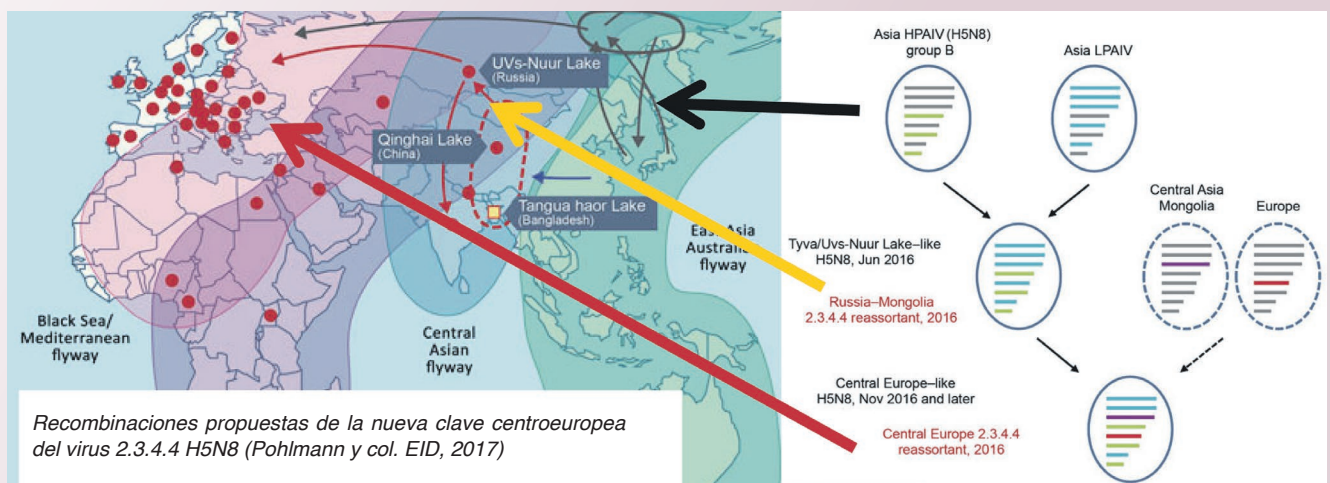 UVs-Nuur Lake
(Russia)
Qinghai Lake
(China)
Tangua haor Lake
(Bangladesh)
East Asia
Australia
flyway
Black Sea/
Mediterranean
flyway
Central
Asian
flyway
Recombinaciones propuestas de la nueva clave centroeuropea
del virus 2.3.4.4 H5N8 (Pohlmann y col. EID, 2017)
Asia HPAIV (H5N8)
group B
Asia LPAIV
Central Asia
Mongolia
Europe
Tyva/Uvs-Nuur Lake–like
H5N8, Jun 2016
Russia–Mongolia
2.3.4.4 reassortant, 2016
Central Europe–like
H5N8, Nov 2016 and later
Central Europe 2.3.4.4
reassortant, 2016